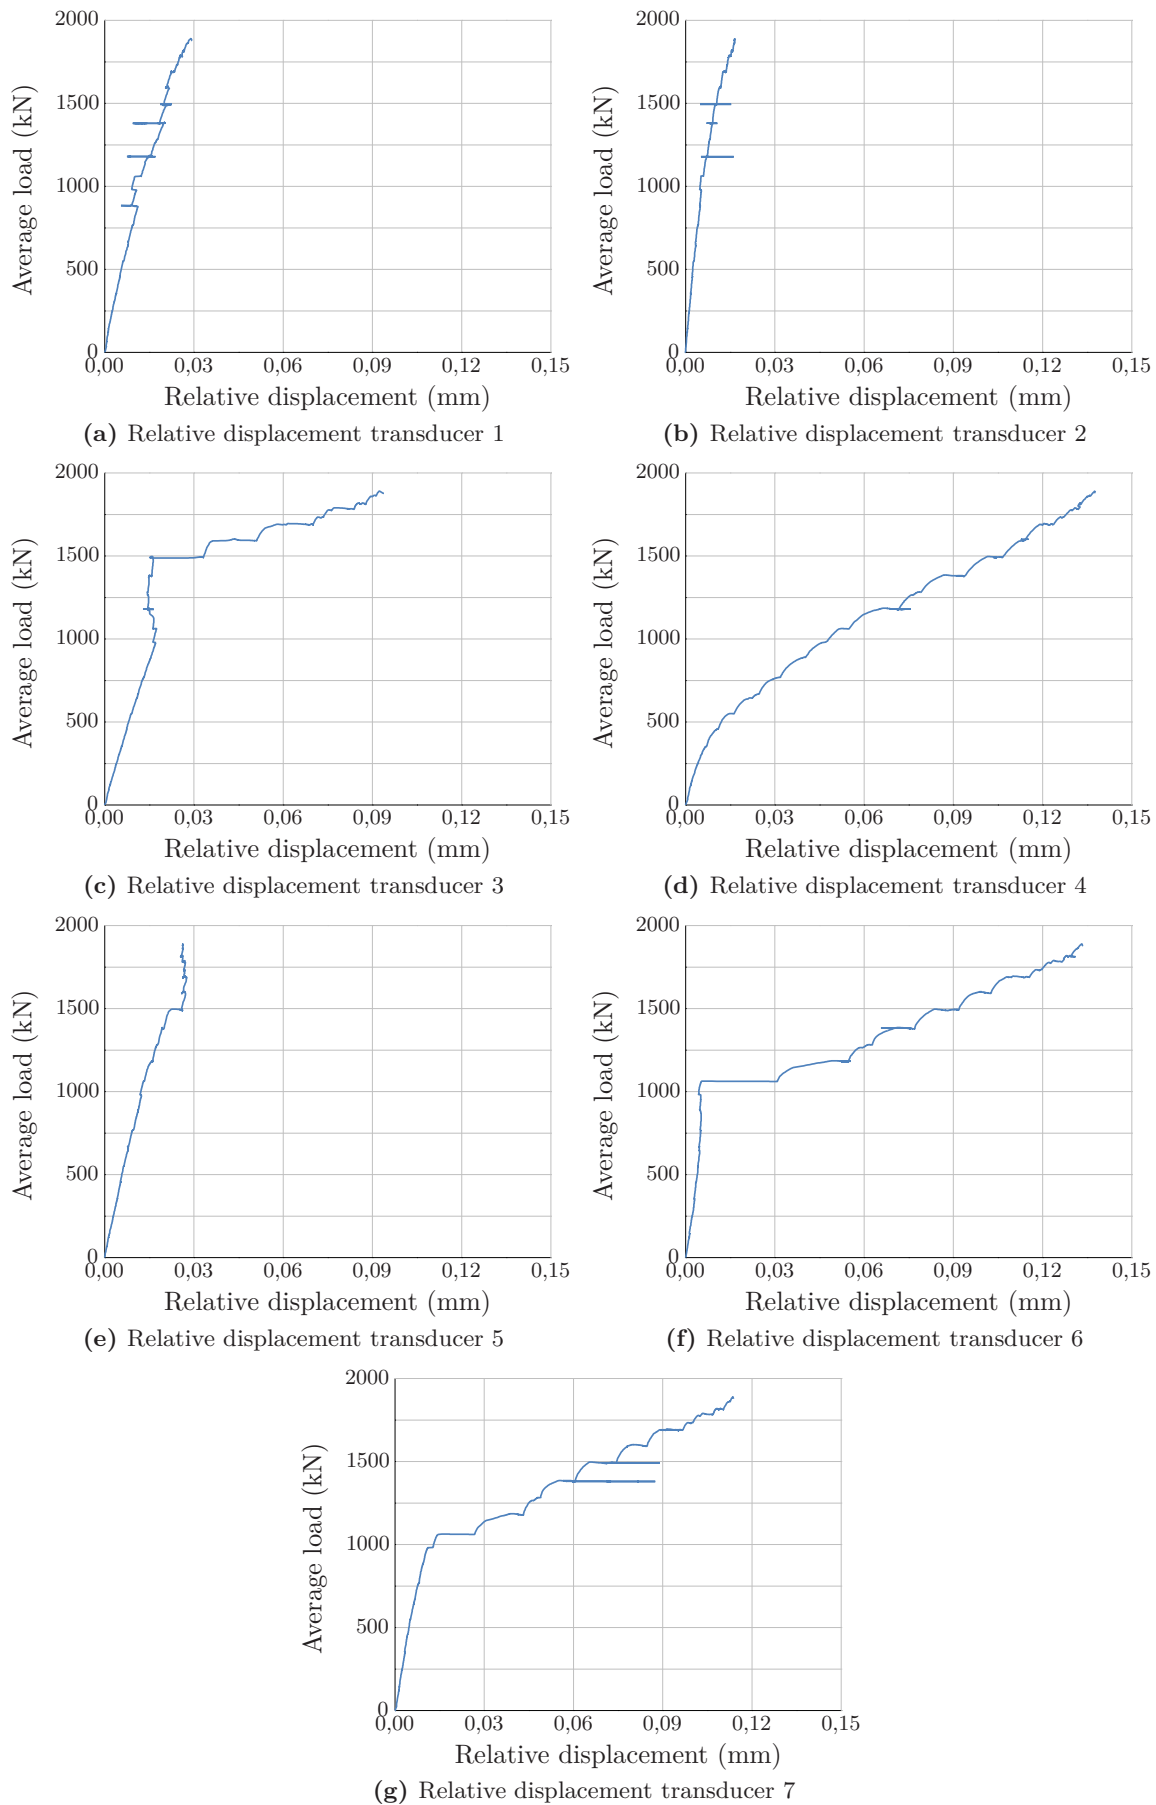 2000 2000
1500 1500
1000 1000
500 500
0 0
Average load (kN) Average load (kN)
0,00 0,03 0,06 0,09 0,12 0,15 0,00 0,03 0,06 0,09 0,12 0,15
Relative displacement (mm) Relative displacement (mm)
(a) Relative displacement transducer 1 (b) Relative displacement transducer 2
2000 2000
1500 1500
1000 1000
500 500
0 0
Average load (kN) Average load (kN)
0,00 0,03 0,06 0,09 0,12 0,15 0,00 0,03 0,06 0,09 0,12 0,15
Relative displacement (mm) Relative displacement (mm)
(c) Relative displacement transducer 3 (d) Relative displacement transducer 4
2000 2000
1500 1500
1000 1000
500 500
0 0
Average load (kN) Average load (kN)
0,00 0,03 0,06 0,09 0,12 0,15 0,00 0,03 0,06 0,09 0,12 0,15
Relative displacement (mm) Relative displacement (mm)
(e) Relative displacement transducer 5 (f) Relative displacement transducer 6
2000
1500
1000
500
0
Average load (kN)
0,00 0,03 0,06 0,09 0,12 0,15
Relative displacement (mm)
(g) Relative displacement transducer 7